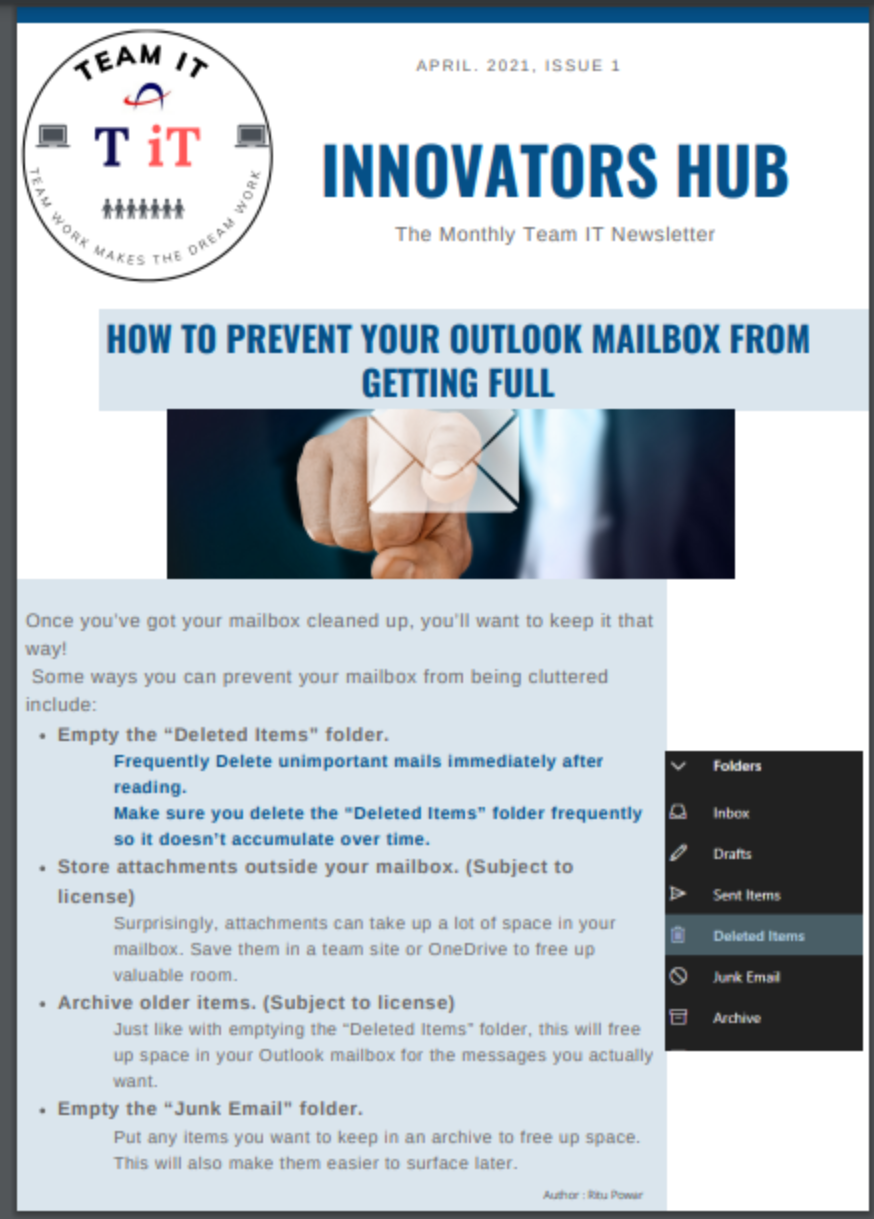 TEAM IT
T iT
TEAM WORK MAKES THE DREAM WORK
APRIL. 2021, ISSUE 1
INNOVATORS HUB
The Monthly Team IT Newsletter
HOW TO PREVENT YOUR OUTLOOK MAILBOX FROM
GETTING FULL
Once you’ve got your mailbox cleaned up, you’ll want to keep it that
way!
Some ways you can prevent your mailbox from being cluttered
include:
• Empty the “Deleted Items” folder.
Frequently Delete unimportant mails immediately after
reading.
Make sure you delete the “Deleted Items” folder frequently
so it doesn’t accumulate over time.
• Store attachments outside your mailbox. (Subject to
license)
Surprisingly, attachments can take up a lot of space in your
mailbox. Save them in a team site or OneDrive to free up
valuable room.
• Archive older items. (Subject to license)
Just like with emptying the “Deleted Items” folder, this will free
up space in your Outlook mailbox for the messages you actually
want.
• Empty the “Junk Email” folder.
Put any items you want to keep in an archive to free up space.
This will also make them easier to surface later.
Author : Ritu Powar
Folders
Inbox
Drafts
Sent Items
Deleted Items
Junk Email
Archive